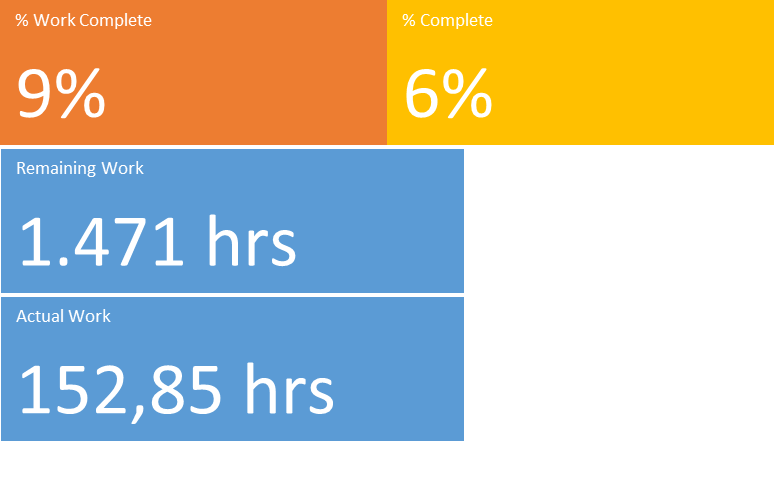 % Work Complete
% Complete
9%
6%
Remaining Work
1.471 hrs
Actual Work
152,85 hrs